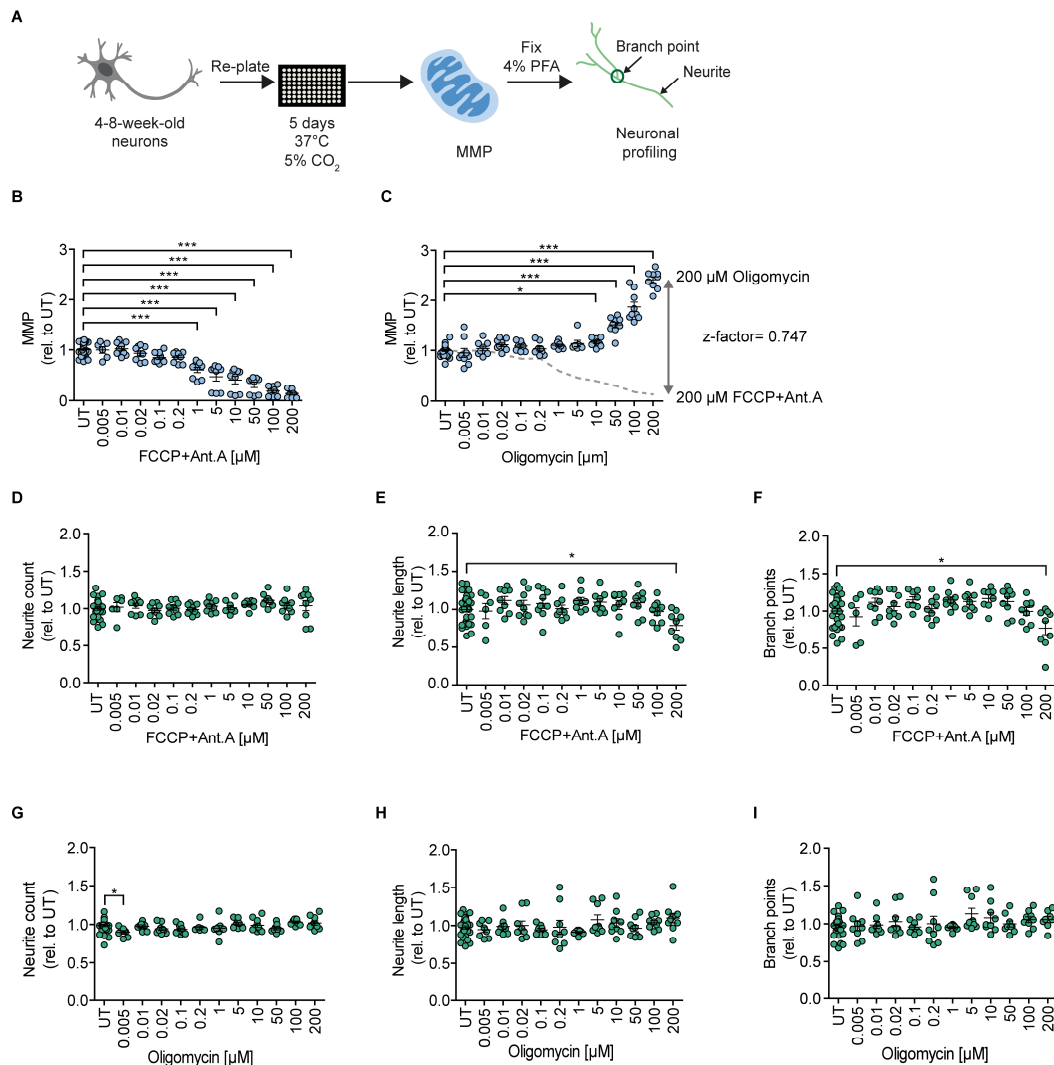 A
4-8-week-old
neurons
Re-plate
5 days
37°C
5% CO2
MMP
Fix
4% PFA
Branch point
Neurite
Neuronal
profiling
B
MMP
(rel. to UT)
3
2
1
0
***
***
***
***
***
***
UT
0.005
0.01
0.02
0.1
0.2
1
5
10
50
100
200
FCCP+Ant.A [µM]
C
MMP
(rel. to UT)
3
2
1
0
***
***
***
*
UT
0.005
0.01
0.02
0.1
0.2
1
5
10
50
100
200
Oligomycin [µm]
200 µM Oligomycin
z-factor= 0.747
200 µM FCCP+Ant.A
D
Neurite count
(rel. to UT)
2.0
1.5
1.0
0.5
0.0
UT
0.005
0.01
0.02
0.1
0.2
1
5
10
50
100
200
FCCP+Ant.A [µM]
E
Neurite length
(rel. to UT)
2.0
1.5
1.0
0.5
0.0
*
UT
0.005
0.01
0.02
0.1
0.2
1
5
10
50
100
200
FCCP+Ant.A [µM]
F
Branch points
(rel. to UT)
2.0
1.5
1.0
0.5
0.0
*
UT
0.005
0.01
0.02
0.1
0.2
1
5
10
50
100
200
FCCP+Ant.A [µM]
G
Neurite count
(rel. to UT)
2.0
1.5
1.0
0.5
0.0
*
UT
0.005
0.01
0.02
0.1
0.2
1
5
10
50
100
200
Oligomycin [µM]
H
Neurite length
(rel. to UT)
2.0
1.5
1.0
0.5
0.0
UT
0.005
0.01
0.02
0.1
0.2
1
5
10
50
100
200
Oligomycin [µM]
I
Branch points
(rel. to UT)
2.0
1.5
1.0
0.5
0.0
UT
0.005
0.01
0.02
0.1
0.2
1
5
10
50
100
200
Oligomycin [µM]